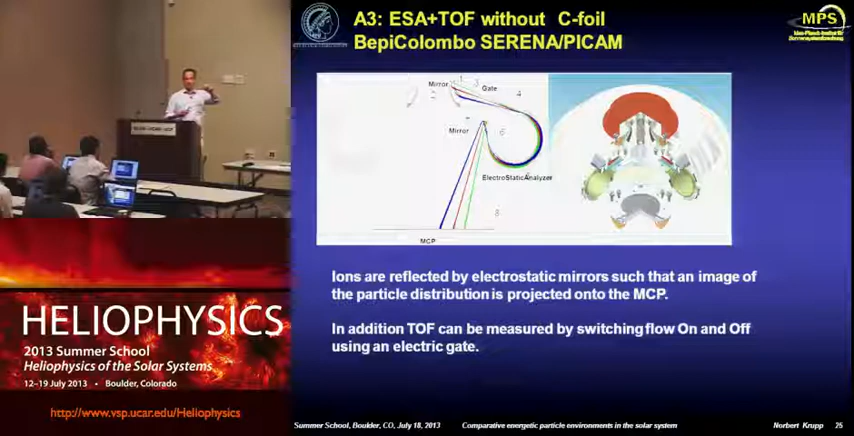 A3: ESA+TOF without C-foil
BepiColombo SERENA/PICAM
MPS
Mirror
Gate
Mirror
ElectroStaticAnalyzer
MCP
Ions are reflected by electrostatic mirrors such that an image of
the particle distribution is projected onto the MCP.
In addition TOF can be measured by switching flow On and Off
using an electric gate.
HELIOPHYSICS
2013 Summer School
Heliophysics of the Solar Systems
12–19 July 2013 • Boulder, Colorado
http://www.vsp.ucar.edu/Heliophysics
Summer School, Boulder, CO, July 18, 2013 Comparative energetic particle environments in the solar system Norbert Krupp 25